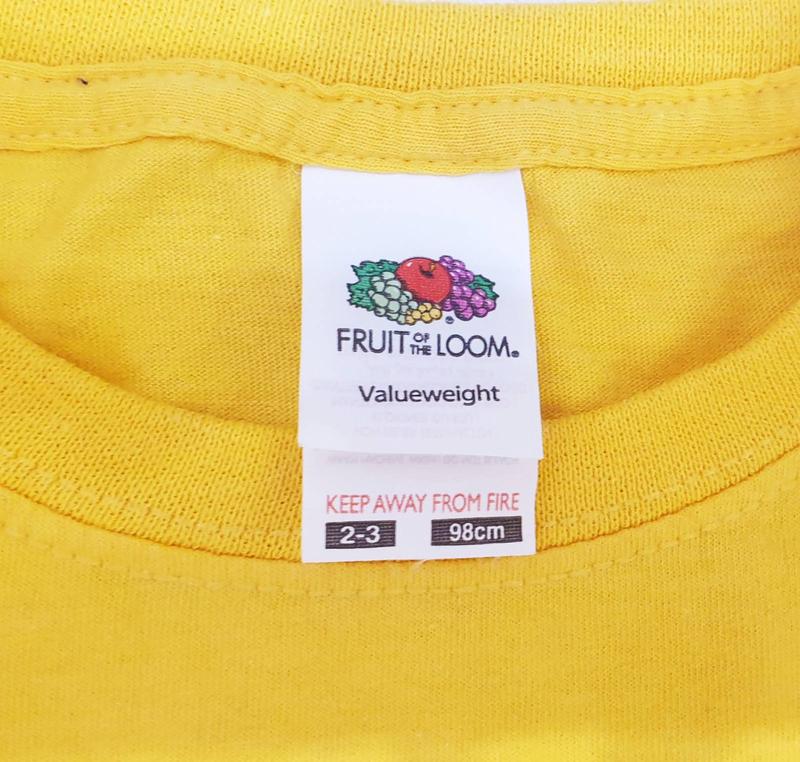 FRUIT OF THE LOOM®
Valueweight
KEEP AWAY FROM FIRE
2-3 98cm